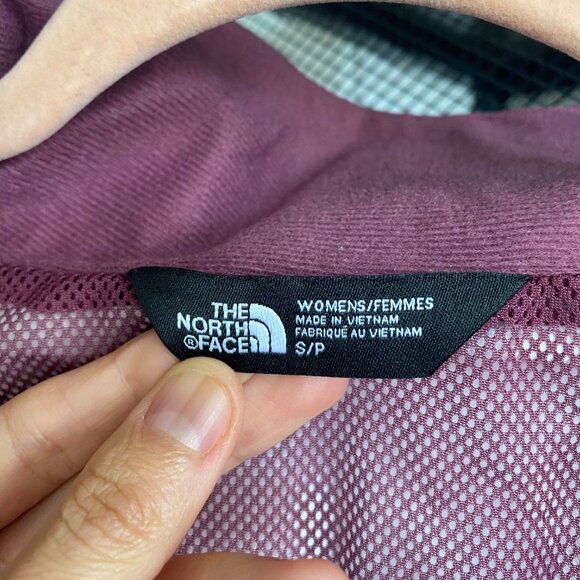 THE
NORTH
®FACE
WOMENS/FEMMES
MADE IN VIETNAM
FABRIQUÉ AU VIETNAM
S/P